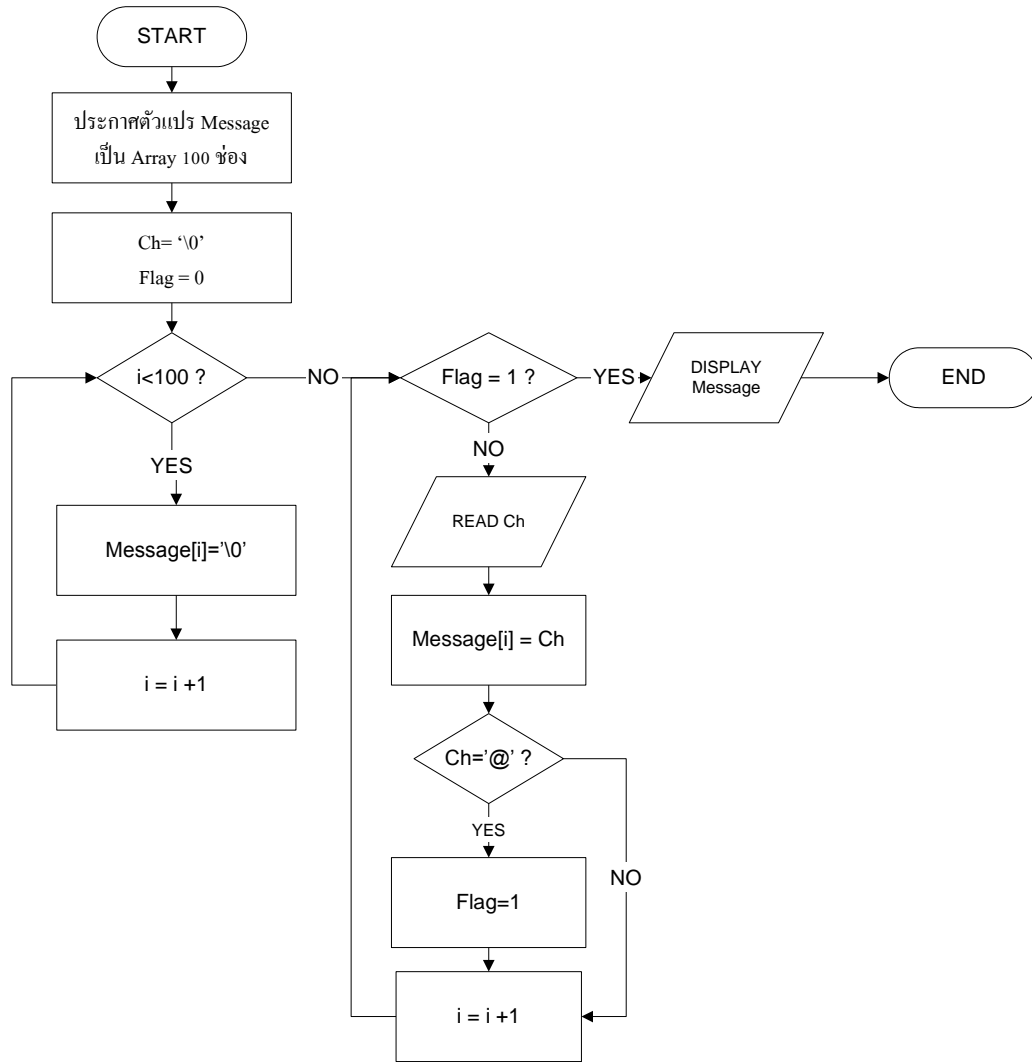 START
ประกาศตัวแปร Message
เป็น Array 100 ช่อง
Ch= ‘\0’
Flag = 0
i<100 ?
NO
YES
Message[i]='\0’
i = i +1
Flag = 1 ?
YES
DISPLAY
Message
END
NO
READ Ch
Message[i] = Ch
Ch=’@’ ?
YES
NO
Flag=1
i = i +1